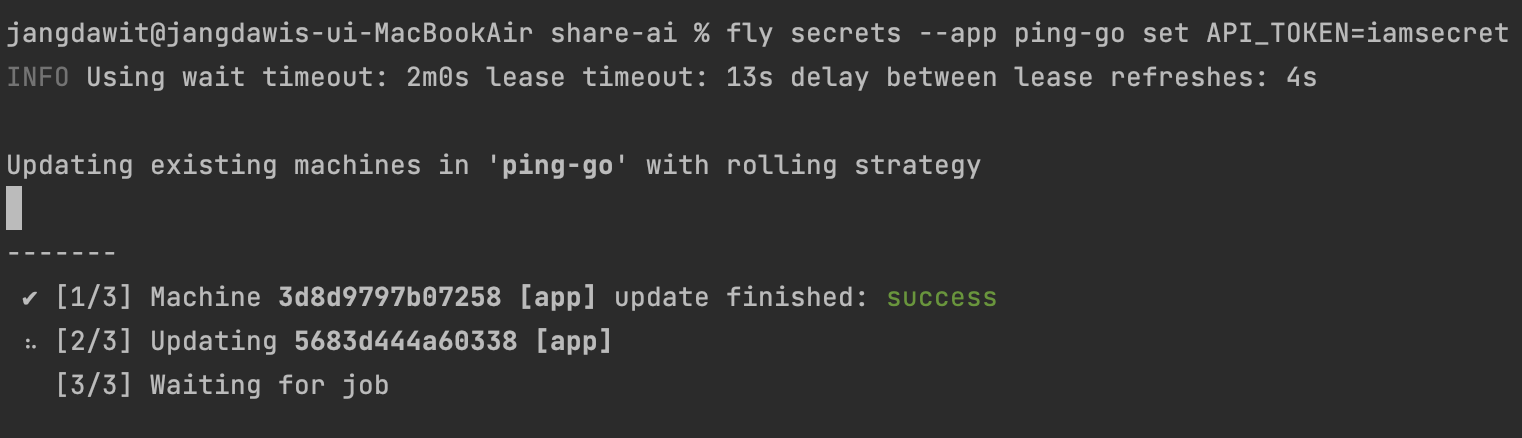 jangdawit@jangdawis-ui-MacBookAir share-ai % fly secrets --app ping-go set API_TOKEN=iamsecret
INFO Using wait timeout: 2m0s lease timeout: 13s delay between lease refreshes: 4s
Updating existing machines in 'ping-go' with rolling strategy
-------
✔ [1/3] Machine 3d8d9797b07258 [app] update finished: success
⠢ [2/3] Updating 5683d444a60338 [app]
[3/3] Waiting for job